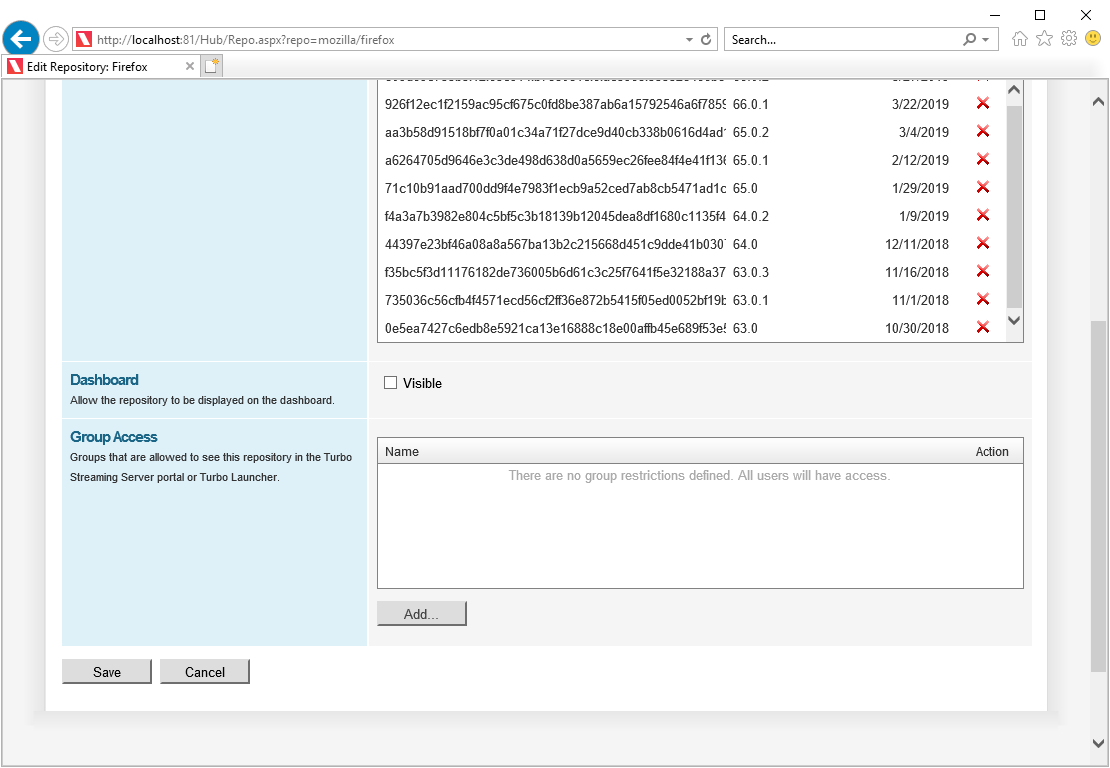 http://localhost:81/Hub/Repo.aspx?repo=mozilla/firefox
Search...
Edit Repository: Firefox
926f12ec1f2159ac95cf675c0fd8be387ab6a15792546a6f7859 66.0.1 3/22/2019
aa3b58d91518bf7f0a01c34a71f27dce9d40cb338b0616d4ad1 65.0.2 3/4/2019
a6264705d9646e3c3de498d638d0a5659ec26fee84f4e41f136 65.0.1 2/12/2019
71c10b91aad700dd9f4e7983f1ecb9a52ced7ab8cb5471ad1c 65.0 1/29/2019
f4a3a7b3982e804c5bf5c3b18139b12045dea8df1680c1135f4 64.0.2 1/9/2019
44397e23bf46a08a8a567ba13b2c215668d451c9dde41b030 64.0 12/11/2018
f35bc5f3d11176182de736005b6d61c3c25f7641f5e32188a37 63.0.3 11/16/2018
735036c56cfb4f4571ecd56cf2ff36e872b5415f05ed0052bf19b 63.0.1 11/1/2018
0e5ea7427c6edb8e5921ca13e16888c18e00affb45e689f53e 63.0 10/30/2018
Dashboard
Allow the repository to be displayed on the dashboard.
Visible
Group Access
Groups that are allowed to see this repository in the Turbo
Streaming Server portal or Turbo Launcher.
Name Action
There are no group restrictions defined. All users will have access.
Add...
Save Cancel